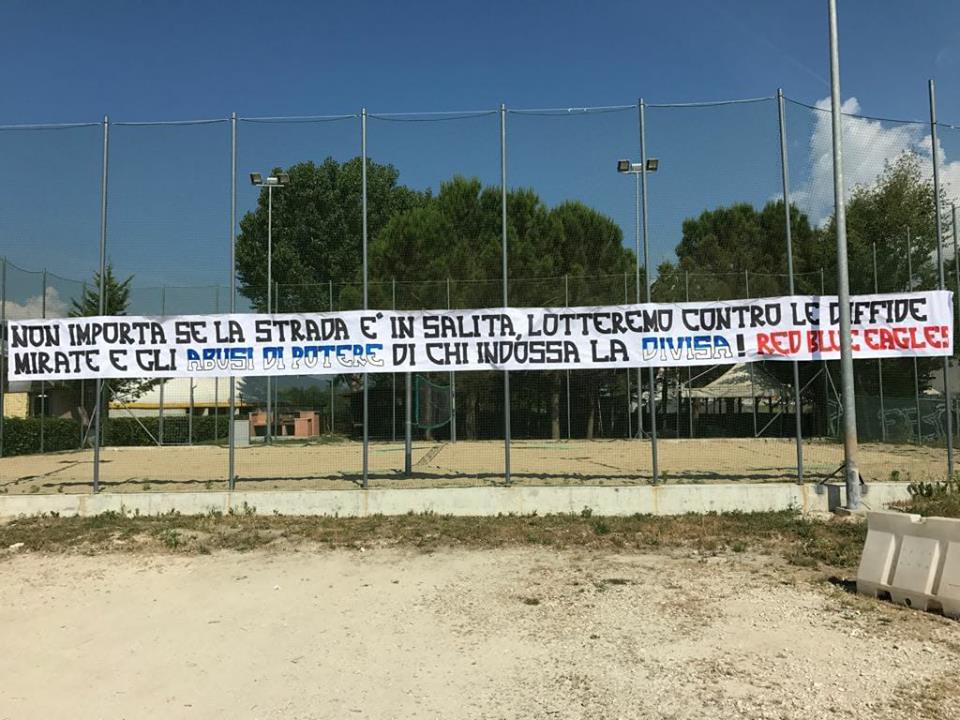 NON IMPORTA SE LA STRADA E' IN SALITA, LOTTEREMO CONTRO LE DIFFIDE
MIRATE E GLI ABUSI DI POTERE DI CHI INDOSSA LA DIVISA! RED BLUE EAGLES